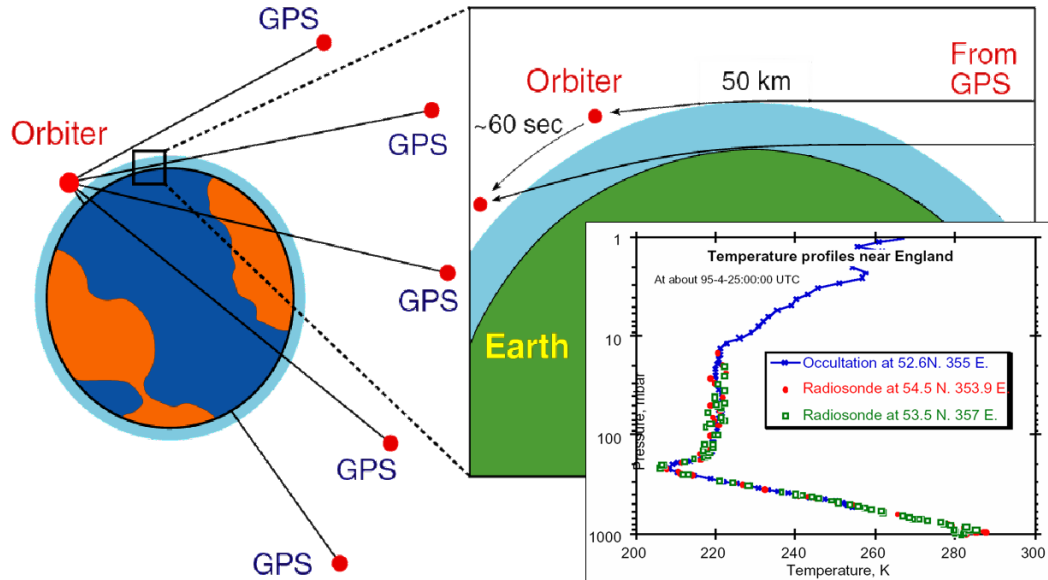 GPS
GPS
Orbiter
GPS
GPS
GPS
From
GPS
Orbiter
50 km
~60 sec
Earth
Temperature profiles near England
At about 95-4-25:00:00 UTC
Occultation at 52.6N. 355 E.
Radiosonde at 54.5 N. 353.9 E.
Radiosonde at 53.5 N. 357 E.
Pressure, mbar
1
10
100
1000
200
220
240
260
280
300
Temperature, K